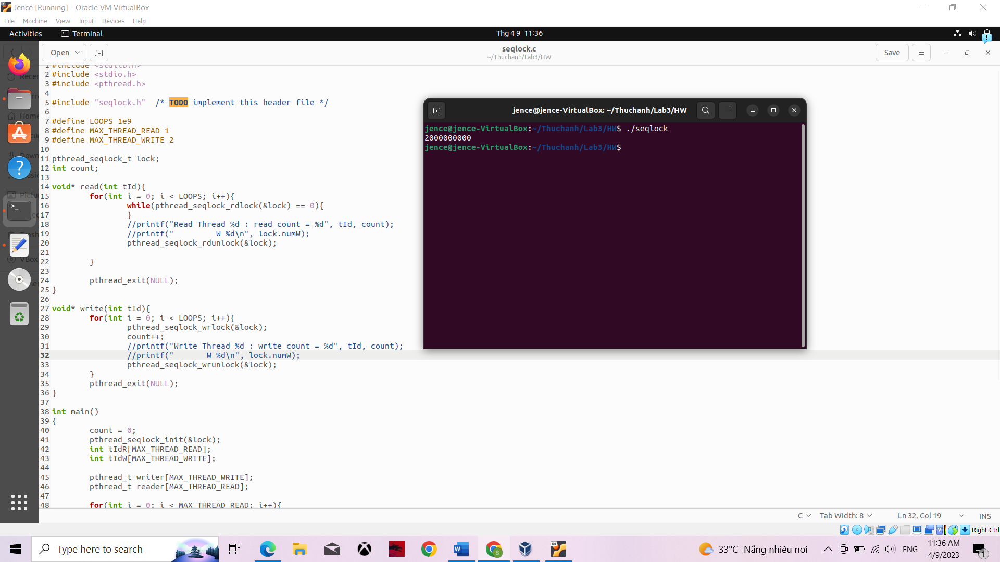 Jence [Running] - Oracle VM VirtualBox
File Machine View Input Devices Help
Activities Terminal Thg 4 9 11:36
Open seqlock.c Save
~/Thuchanh/Lab3/HW
1 #include <stdlib.h>
2 #include <stdio.h>
3 #include <pthread.h>
4
5 #include "seqlock.h"  /* TODO implement this header file */
6
7 #define LOOPS 1e9
8 #define MAX_THREAD_READ 1
9 #define MAX_THREAD_WRITE 2
10
11 pthread_seqlock_t lock;
12 int count;
13
14 void* read(int tId){
15 for(int i = 0; i < LOOPS; i++){
16 while(pthread_seqlock_rdlock(&lock) == 0){
17 }
18 //printf("Read Thread %d : read count = %d", tId, count);
19 //printf("         W %d\n", lock.numW);
20 pthread_seqlock_rdunlock(&lock);
21
22 }
23
24 pthread_exit(NULL);
25 }
26
27 void* write(int tId){
28 for(int i = 0; i < LOOPS; i++){
29 pthread_seqlock_wrlock(&lock);
30 count++;
31 //printf("Write Thread %d : write count = %d", tId, count);
32 //printf("       W %d\n", lock.numW);
33 pthread_seqlock_wrunlock(&lock);
34 }
35 pthread_exit(NULL);
36 }
37
38 int main()
39 {
40 count = 0;
41 pthread_seqlock_init(&lock);
42 int tIdR[MAX_THREAD_READ];
43 int tIdW[MAX_THREAD_WRITE];
44
45 pthread_t writer[MAX_THREAD_WRITE];
46 pthread_t reader[MAX_THREAD_READ];
47
48 for(int i = 0; i < MAX_THREAD_READ; i++){
jence@jence-VirtualBox: ~/Thuchanh/Lab3/HW
jence@jence-VirtualBox:~/Thuchanh/Lab3/HW$ ./seqlock
2000000000
jence@jence-VirtualBox:~/Thuchanh/Lab3/HW$
C Tab Width: 8 Ln 32, Col 19 INS
Right Ctrl
Type here to search
33°C Nắng nhiều nơi ENG
11:36 AM
4/9/2023
1